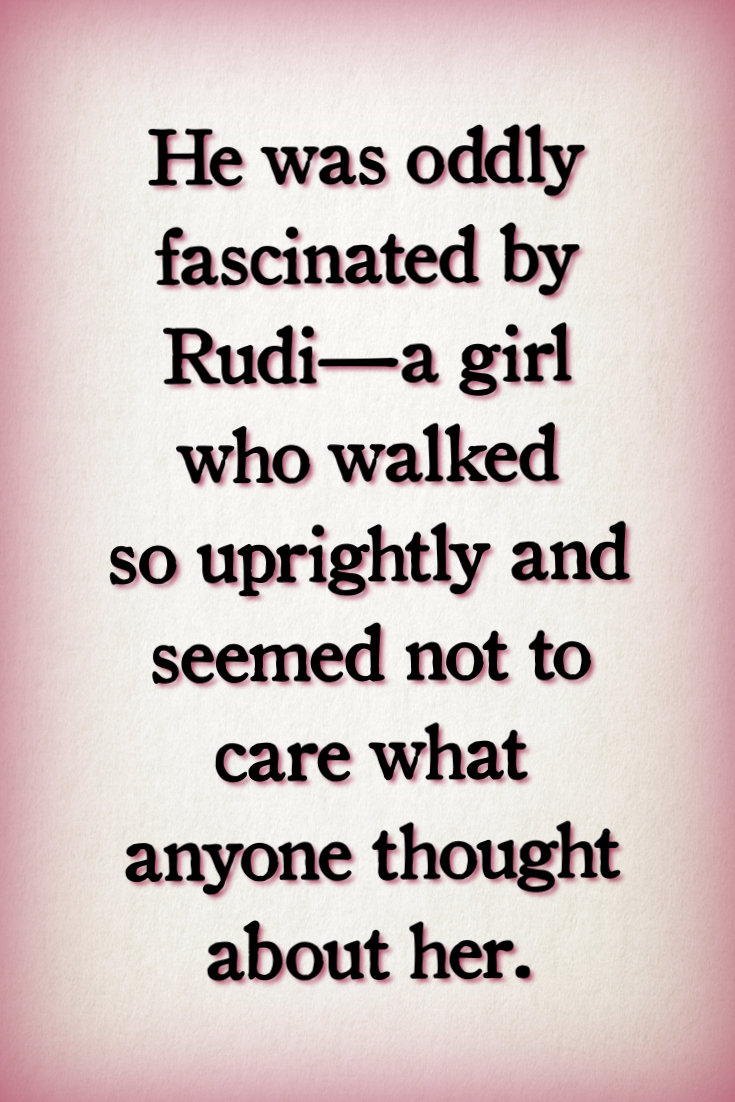 He was oddly
fascinated by
Rudi—a girl
who walked
so uprightly and
seemed not to
care what
anyone thought
about her.